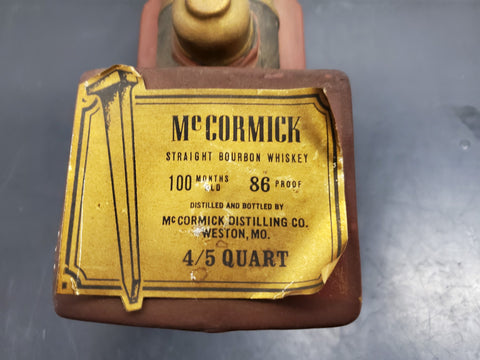 McCORMICK
STRAIGHT BOURBON WHISKEY
100 MONTHS OLD 86 PROOF
DISTILLED AND BOTTLED BY
McCORMICK DISTILLING CO.
WESTON, MO.
4/5 QUART